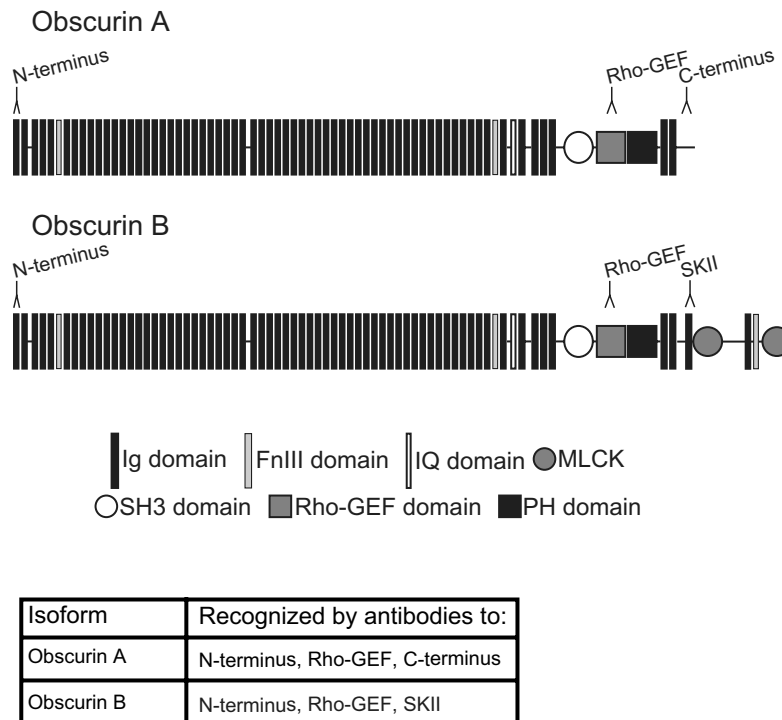 Obscurin A
N-terminus
Rho-GEF
C-terminus
Obscurin B
N-terminus
Rho-GEF
SKII
Ig domain FnIII domain IQ domain MLCK
SH3 domain Rho-GEF domain PH domain
Isoform Recognized by antibodies to:
Obscurin A N-terminus, Rho-GEF, C-terminus
Obscurin B N-terminus, Rho-GEF, SKII